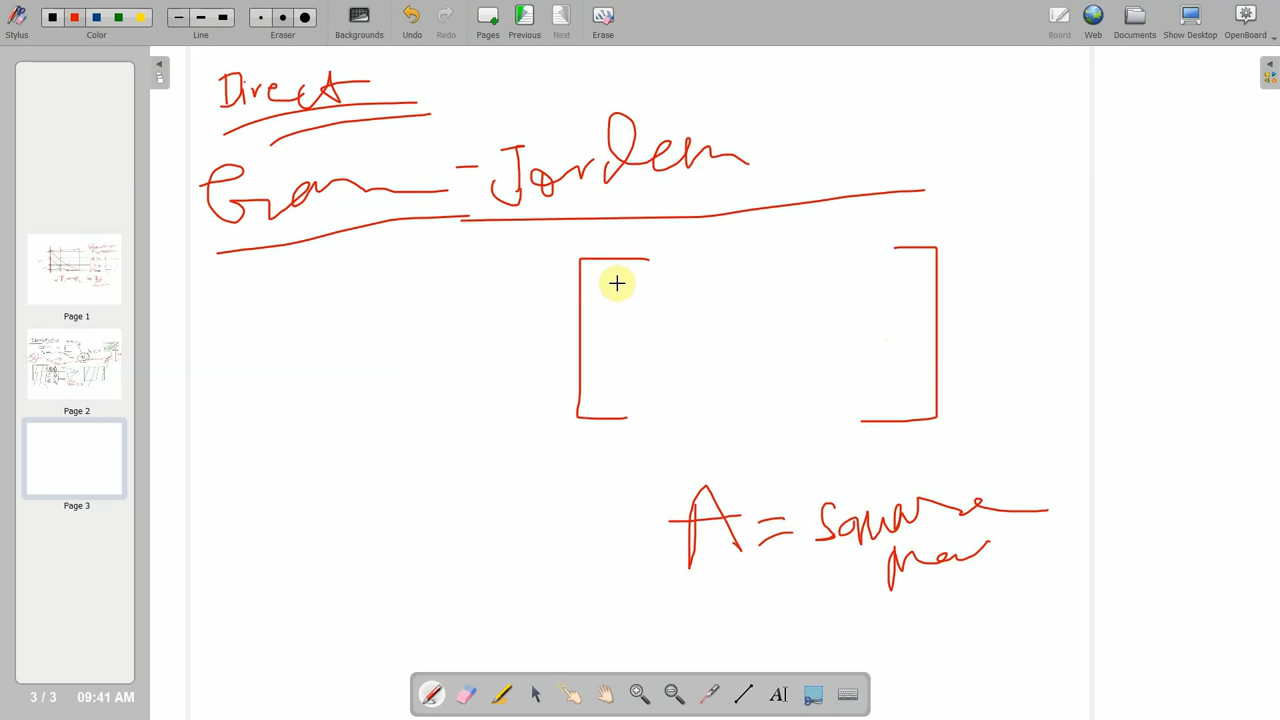 Stylus
Color
Line
Eraser
Backgrounds
Undo
Redo
Pages
Previous
Next
Erase
Board
Web
Documents
Show Desktop
OpenBoard
Direct
- Jorden
A = Square
Page 1
Page 2
Page 3
3 / 3 09:41 AM